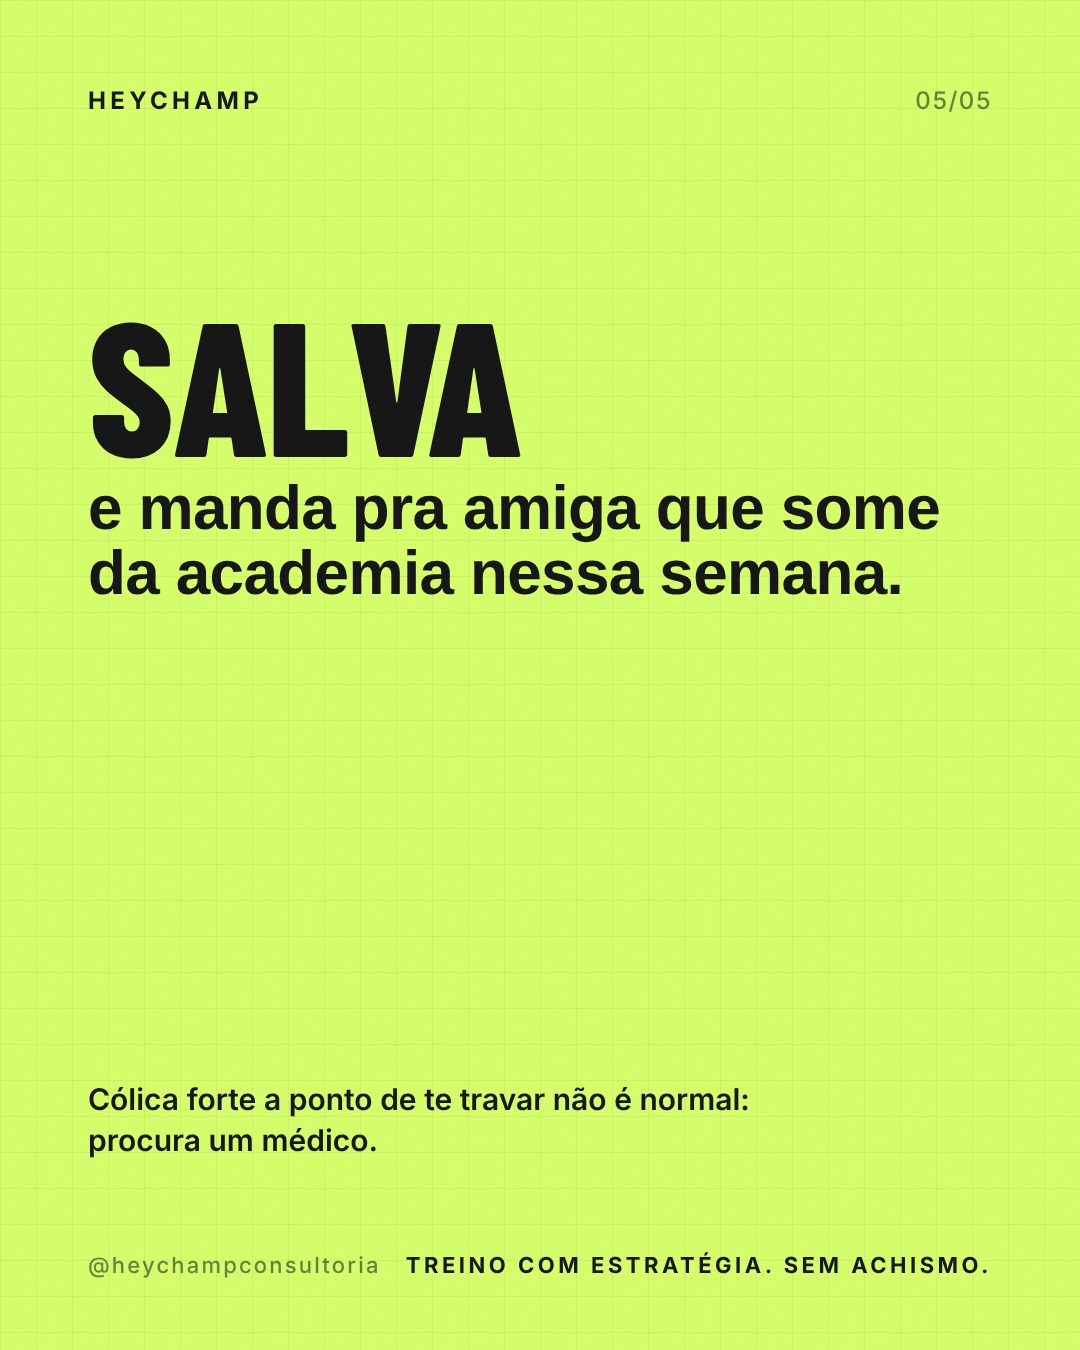 HEYCHAMP
05/05
SALVA
e manda pra amiga que some
da academia nessa semana.
Cólica forte a ponto de te travar não é normal:
procura um médico.
@heychampconsultoria
TREINO COM ESTRATÉGIA. SEM ACHISMO.